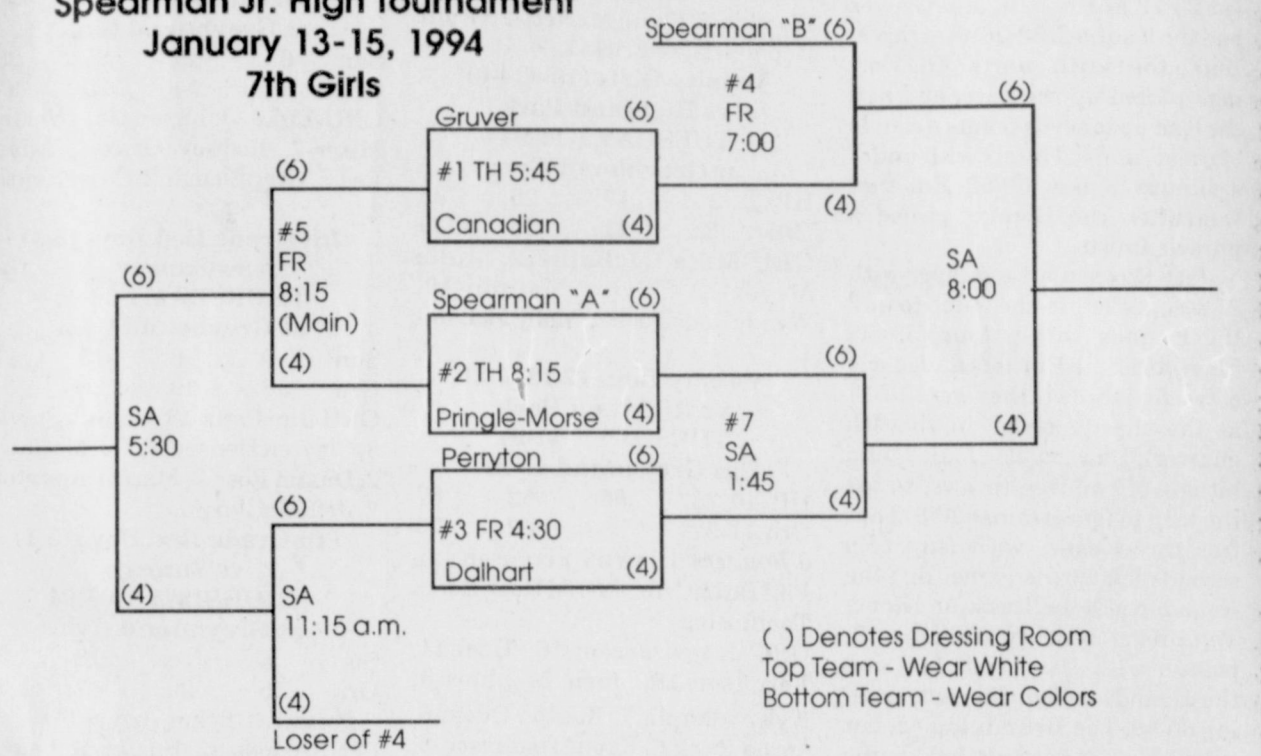 Spearman Jr. High Tournament
January 13-15, 1994
7th Girls
Spearman "B" (6)
#4
FR
7:00
(6)
(4)
Gruver (6)
#1 TH 5:45
Canadian (4)
(6)
#5
FR
8:15
(Main)
(4)
(6)
Spearman "A" (6)
#2 TH 8:15
Pringle-Morse (4)
SA
8:00
(6)
(4)
#7
SA
1:45
(4)
SA
5:30
Perryton (6)
#3 FR 4:30
Dalhart (4)
(6)
(4)
SA
11:15 a.m.
(4)
Loser of #4
( ) Denotes Dressing Room
Top Team - Wear White
Bottom Team - Wear Colors